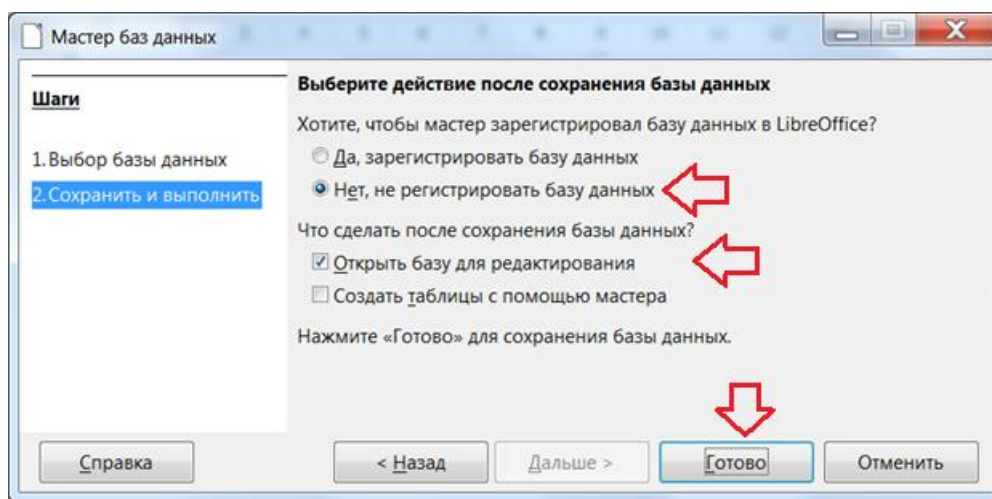 Мастер баз данных
Шаги
1. Выбор базы данных
2. Сохранить и выполнить
Выберите действие после сохранения базы данных
Хотите, чтобы мастер зарегистрировал базу данных в LibreOffice?
Да, зарегистрировать базу данных
Нет, не регистрировать базу данных
Что сделать после сохранения базы данных?
Открыть базу для редактирования
Создать таблицы с помощью мастера
Нажмите «Готово» для сохранения базы данных.
Справка
< Назад
Дальше >
Готово
Отменить